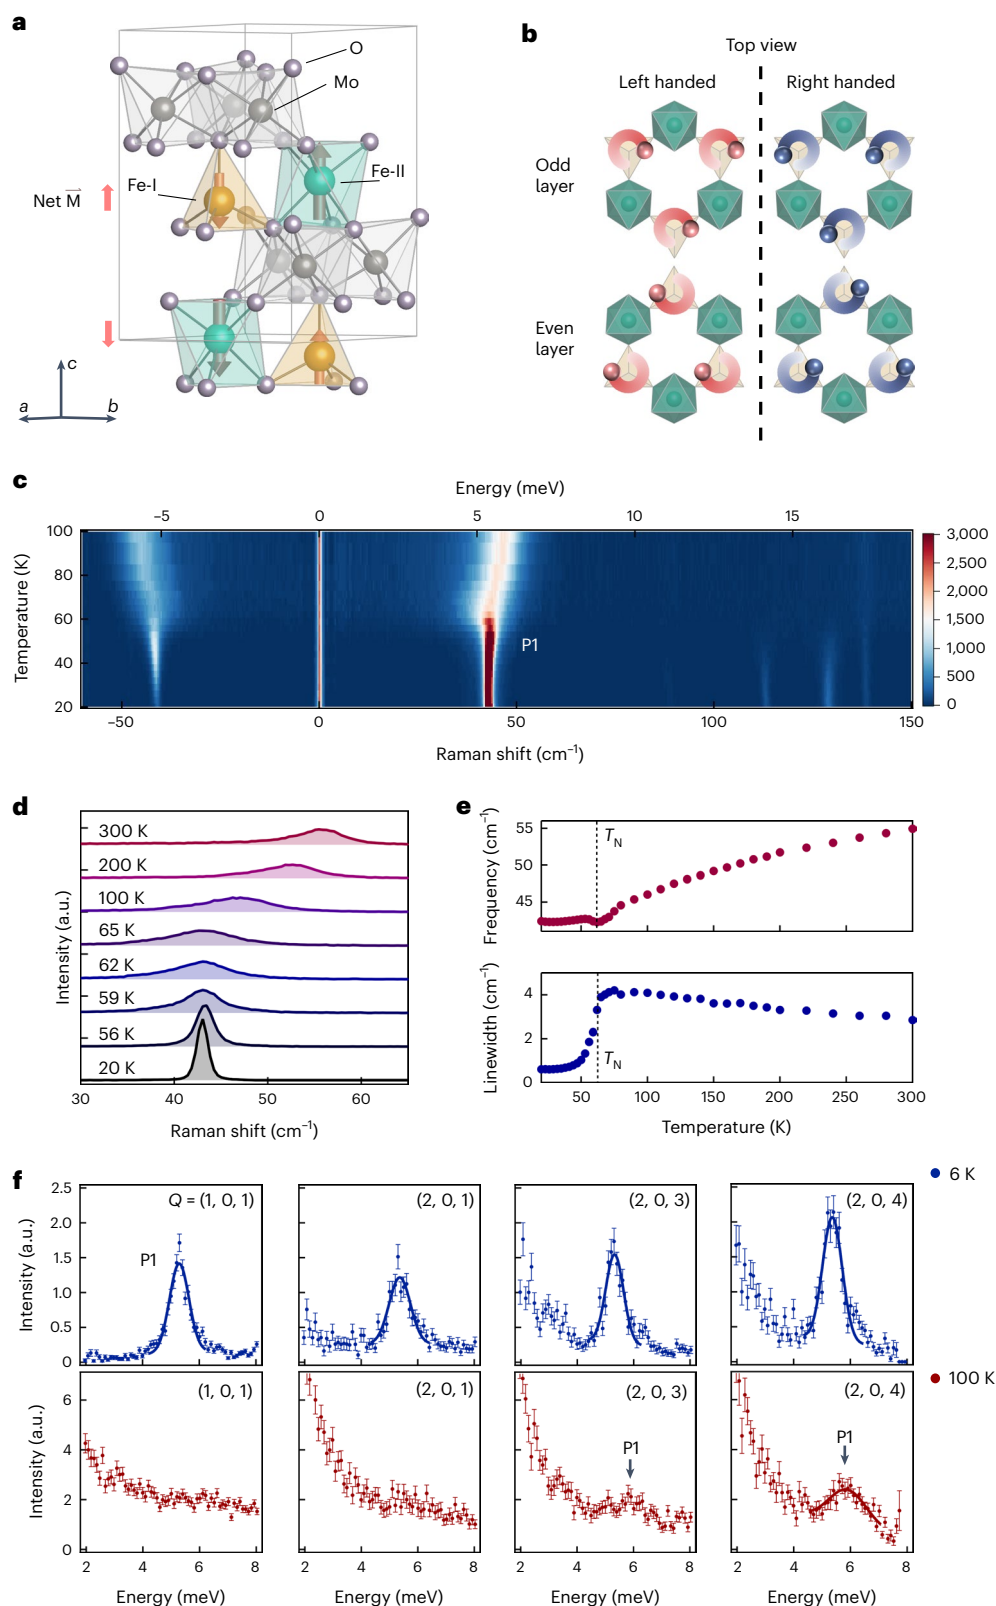 a
O
Mo
Fe-I
Fe-II
Net M
c
a
b
b
Top view
Left handed
Right handed
Odd
layer
Even
layer
c
Energy (meV)
−5 0 5 10 15
Temperature (K)
100
80
60
40
20
P1
3,000
2,500
2,000
1,500
1,000
500
0
−50 0 50 100 150
Raman shift (cm−1)
d
Intensity (a.u.)
300 K
200 K
100 K
65 K
62 K
59 K
56 K
20 K
30 40 50 60
Raman shift (cm−1)
e
Frequency (cm−1)
55
50
45
TN
Linewidth (cm−1)
4
2
0
TN
50 100 150 200 250 300
Temperature (K)
f
6 K
Intensity (a.u.)
2.5
2.0
1.5
1.0
0.5
0
Q = (1, 0, 1)
P1
(2, 0, 1)
(2, 0, 3)
(2, 0, 4)
100 K
Intensity (a.u.)
6
4
2
0
(1, 0, 1)
(2, 0, 1)
(2, 0, 3)
P1
(2, 0, 4)
P1
2 4 6 8
2 4 6 8
2 4 6 8
2 4 6 8
Energy (meV)
Energy (meV)
Energy (meV)
Energy (meV)